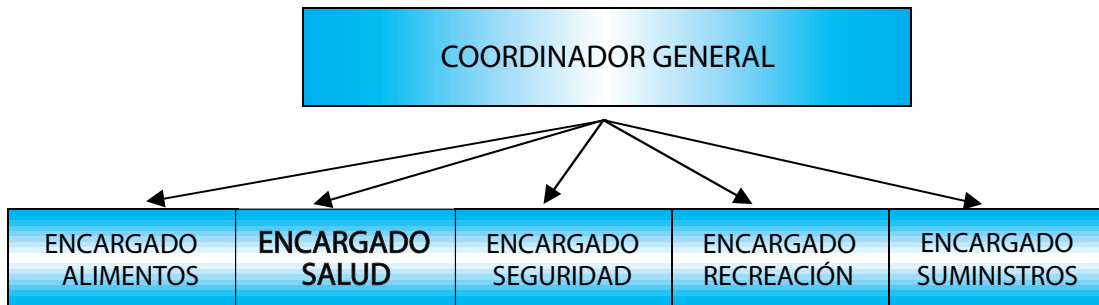 COORDINADOR GENERAL
ENCARGADO
ALIMENTOS
ENCARGADO
SALUD
ENCARGADO
SEGURIDAD
ENCARGADO
RECREACIÓN
ENCARGADO
SUMINISTROS